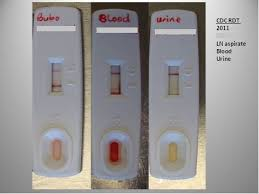 Bubo
Blood
Urine
CDC RDT
2011
LN aspirate
Blood
Urine